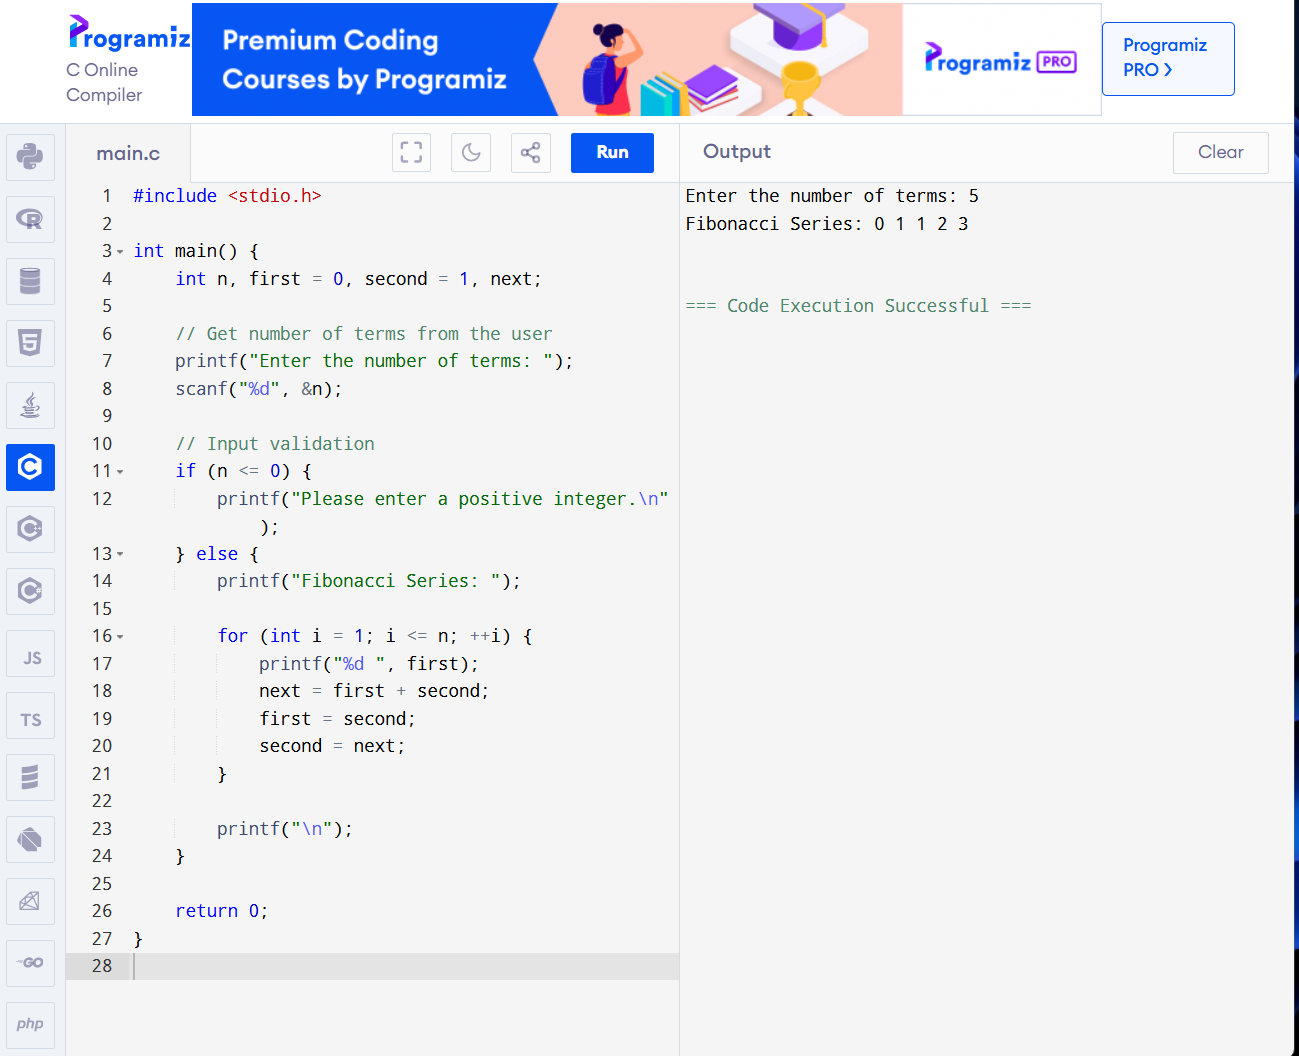 Programiz
C Online
Compiler
Premium Coding
Courses by Programiz
Programiz PRO
Programiz
PRO >
main.c
Run
Output
Clear
JS
TS
GO
php
1 #include <stdio.h>
2
3 int main() {
4     int n, first = 0, second = 1, next;
5
6     // Get number of terms from the user
7     printf("Enter the number of terms: ");
8     scanf("%d", &n);
9
10     // Input validation
11     if (n <= 0) {
12         printf("Please enter a positive integer.\n"
            );
13     } else {
14         printf("Fibonacci Series: ");
15
16         for (int i = 1; i <= n; ++i) {
17             printf("%d ", first);
18             next = first + second;
19             first = second;
20             second = next;
21         }
22
23         printf("\n");
24     }
25
26     return 0;
27 }
28
Enter the number of terms: 5
Fibonacci Series: 0 1 1 2 3
=== Code Execution Successful ===